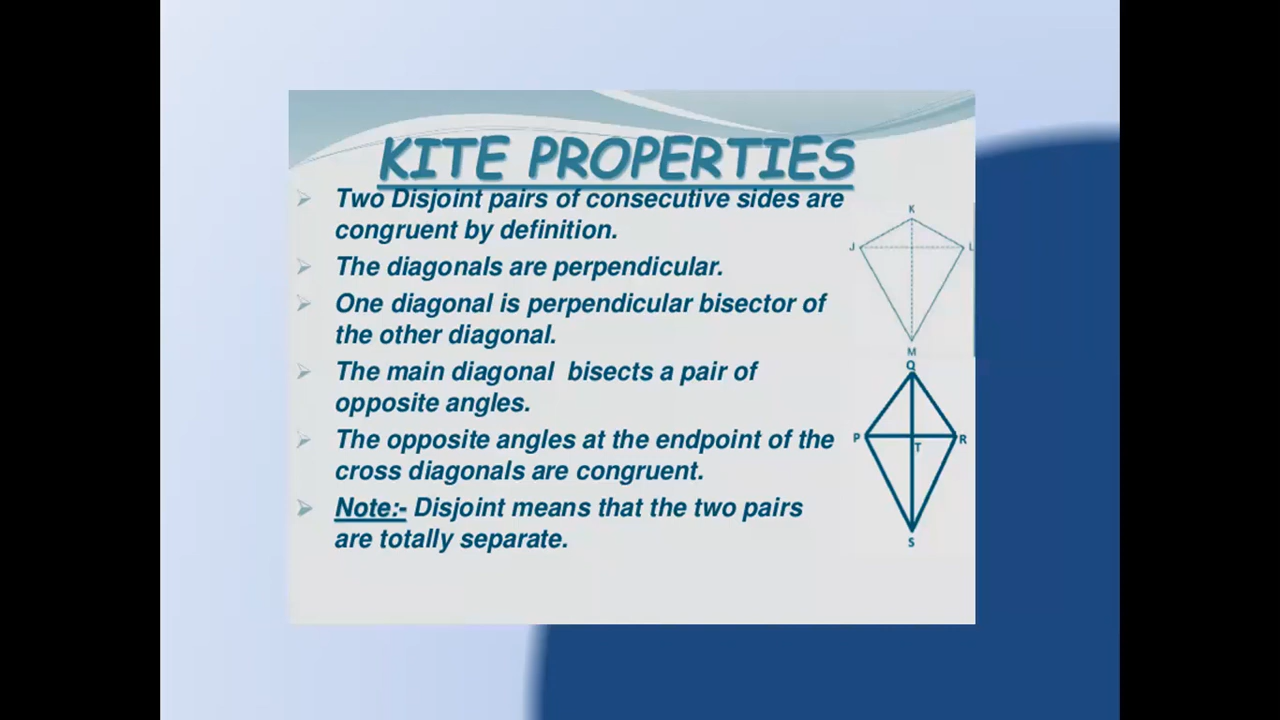 KITE PROPERTIES
Two Disjoint pairs of consecutive sides are
congruent by definition.
The diagonals are perpendicular.
One diagonal is perpendicular bisector of
the other diagonal.
The main diagonal bisects a pair of
opposite angles.
The opposite angles at the endpoint of the
cross diagonals are congruent.
Note:- Disjoint means that the two pairs
are totally separate.
K
J L
M
Q
P R
T
S